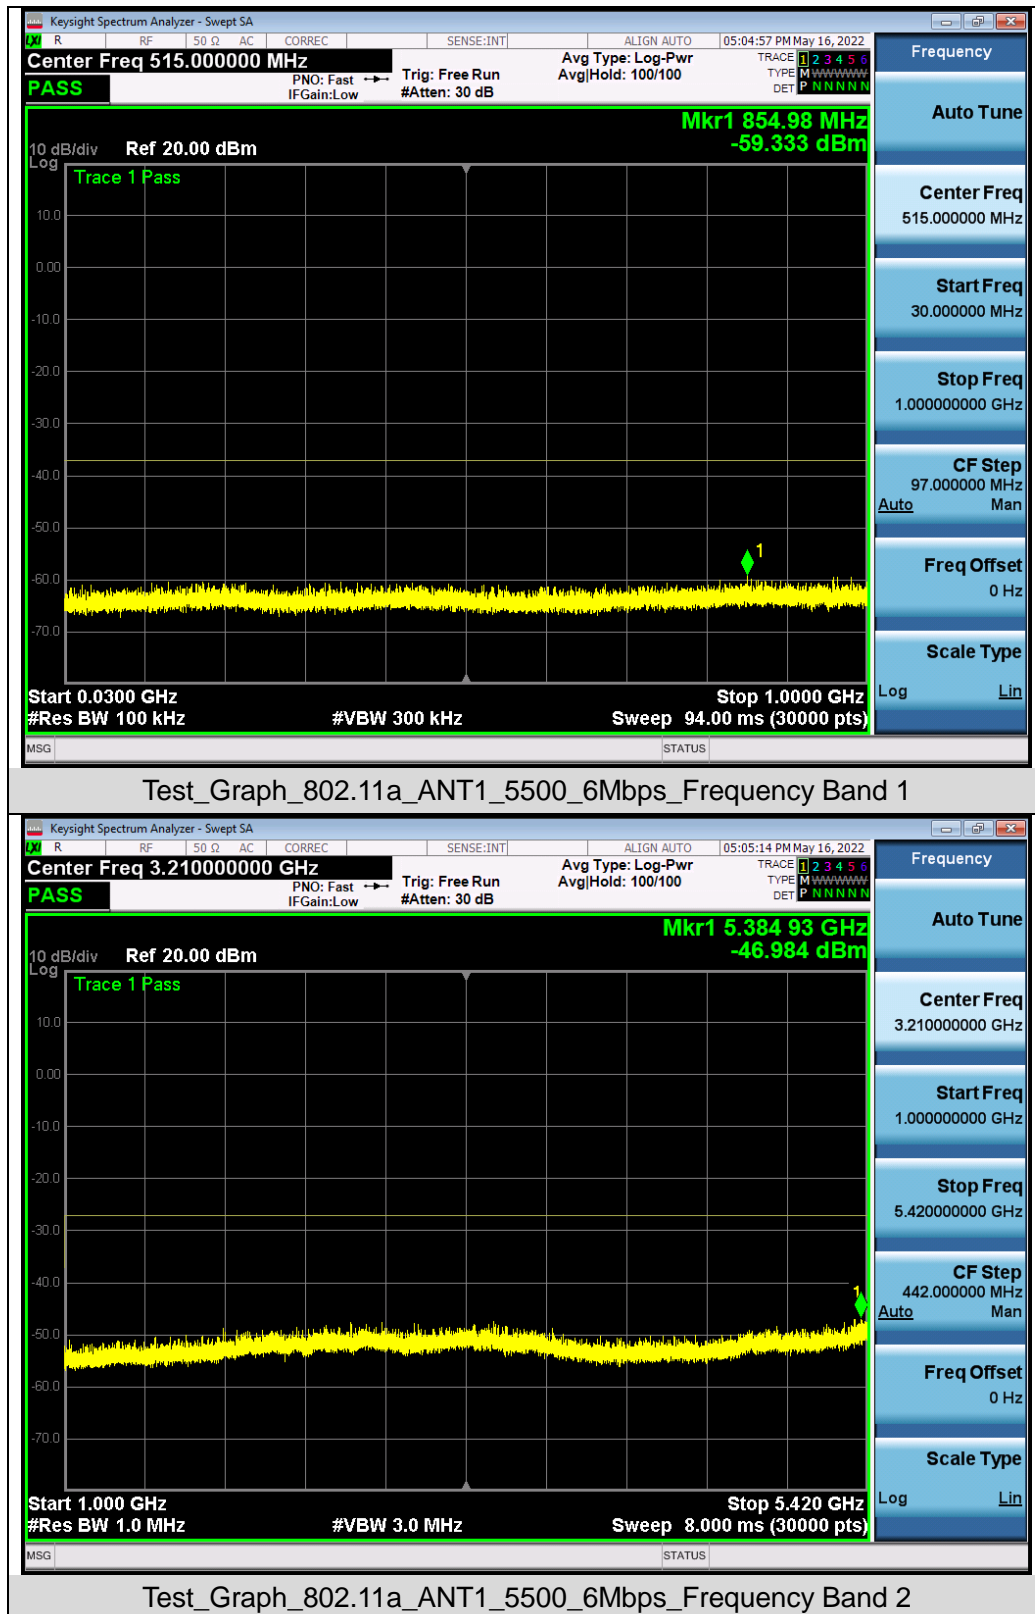 Keysight Spectrum Analyzer - Swept SA
LXI R RF 50 Ω AC CORREC SENSE:INT ALIGN AUTO 05:04:57 PM May 16, 2022
Center Freq 515.000000 MHz
PASS
PNO: Fast
IFGain:Low
Trig: Free Run
#Atten: 30 dB
Avg Type: Log-Pwr
Avg|Hold: 100/100
TRACE 1 2 3 4 5 6
TYPE M W W W W W
DET P N N N N N
Mkr1 854.98 MHz
-59.333 dBm
10 dB/div Ref 20.00 dBm
Log
Trace 1 Pass
10.0
0.00
-10.0
-20.0
-30.0
-40.0
-50.0
-60.0
-70.0
1
Start 0.0300 GHz Stop 1.0000 GHz
#Res BW 100 kHz #VBW 300 kHz Sweep 94.00 ms (30000 pts)
MSG STATUS
Frequency
Auto Tune
Center Freq
515.000000 MHz
Start Freq
30.000000 MHz
Stop Freq
1.000000000 GHz
CF Step
97.000000 MHz
Auto Man
Freq Offset
0 Hz
Scale Type
Log Lin
Test_Graph_802.11a_ANT1_5500_6Mbps_Frequency Band 1
Keysight Spectrum Analyzer - Swept SA
LXI R RF 50 Ω AC CORREC SENSE:INT ALIGN AUTO 05:05:14 PM May 16, 2022
Center Freq 3.210000000 GHz
PASS
PNO: Fast
IFGain:Low
Trig: Free Run
#Atten: 30 dB
Avg Type: Log-Pwr
Avg|Hold: 100/100
TRACE 1 2 3 4 5 6
TYPE M W W W W W
DET P N N N N N
Mkr1 5.384 93 GHz
-46.984 dBm
10 dB/div Ref 20.00 dBm
Log
Trace 1 Pass
10.0
0.00
-10.0
-20.0
-30.0
-40.0
-50.0
-60.0
-70.0
1
Start 1.000 GHz Stop 5.420 GHz
#Res BW 1.0 MHz #VBW 3.0 MHz Sweep 8.000 ms (30000 pts)
MSG STATUS
Frequency
Auto Tune
Center Freq
3.210000000 GHz
Start Freq
1.000000000 GHz
Stop Freq
5.420000000 GHz
CF Step
442.000000 MHz
Auto Man
Freq Offset
0 Hz
Scale Type
Log Lin
Test_Graph_802.11a_ANT1_5500_6Mbps_Frequency Band 2